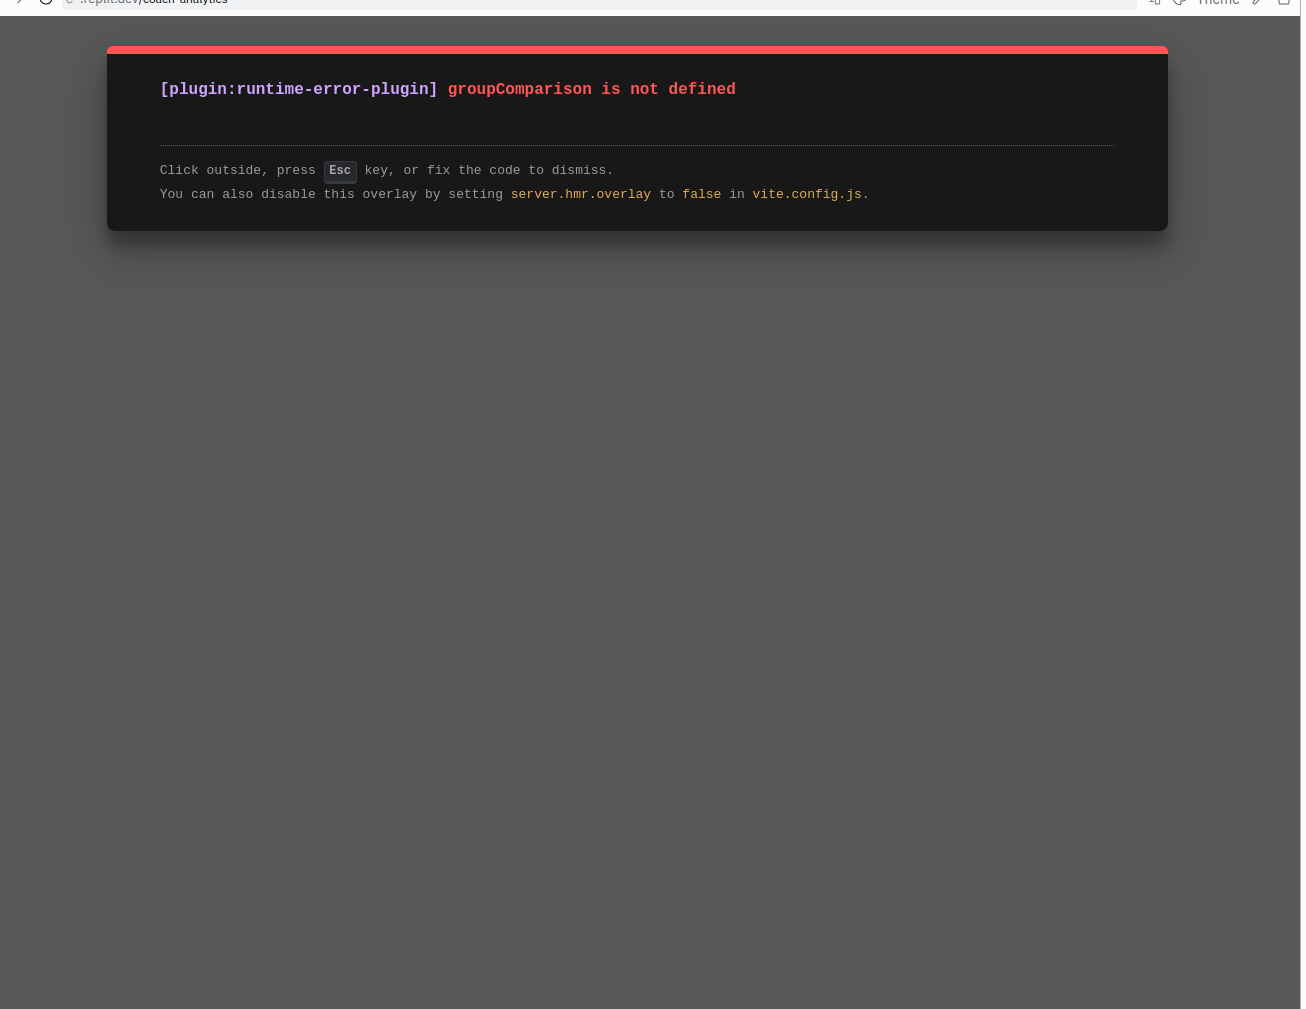 .replit.dev/coach-analytics
Theme
[plugin:runtime-error-plugin] groupComparison is not defined
Click outside, press Esc key, or fix the code to dismiss.
You can also disable this overlay by setting server.hmr.overlay to false in vite.config.js.